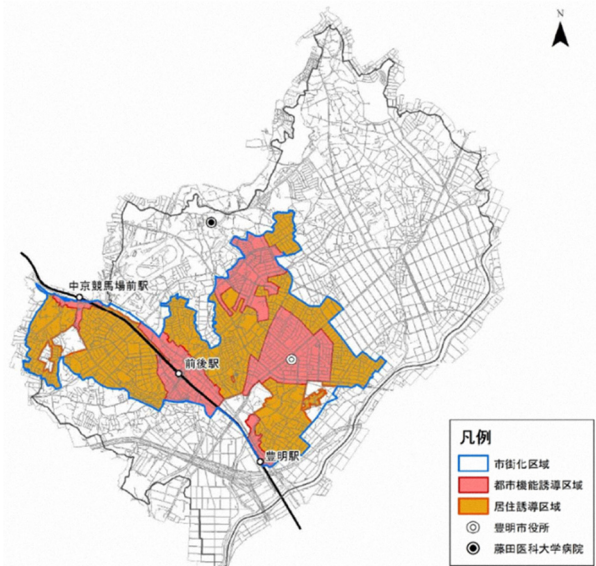 N
中京競馬場前駅
前後駅
豊明駅
凡例
市街化区域
都市機能誘導区域
居住誘導区域
豊明市役所
藤田医科大学病院